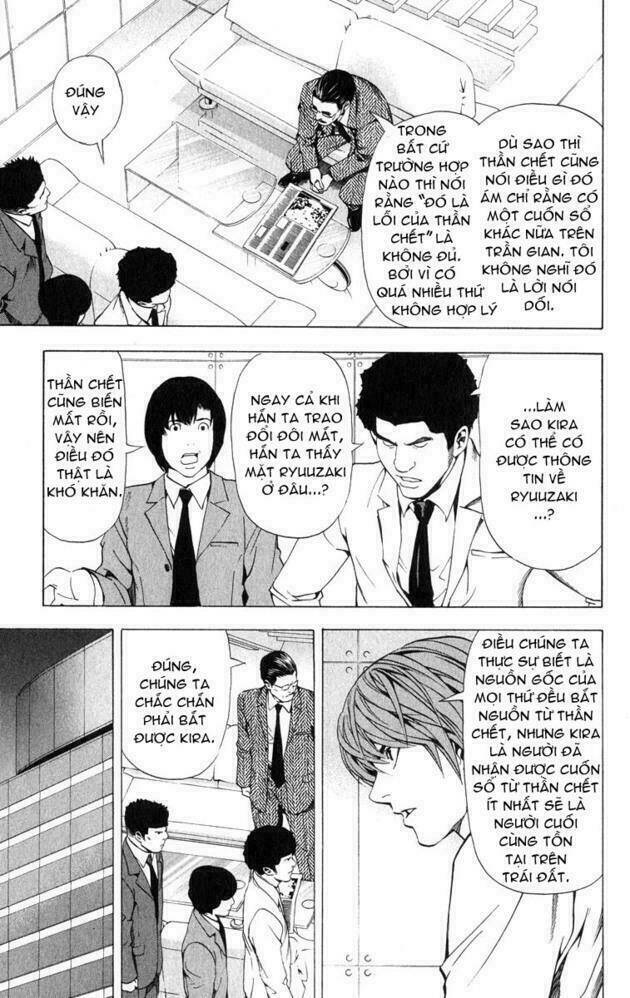 DÙ SAO THÌ
THẦN CHẾT CŨNG
NÓI ĐIỀU GÌ ĐÓ
ÁM CHỈ RẰNG CÓ
MỘT CUỐN SỔ
KHÁC NỮA TRÊN
TRẦN GIAN. TÔI
KHÔNG NGHĨ ĐÓ
LÀ LỜI NÓI
DỐI.
TRONG
BẤT CỨ
TRƯỜNG HỢP
NÀO THÌ NÓI
RẰNG "ĐÓ LÀ
LỖI CỦA THẦN
CHẾT" LÀ
KHÔNG ĐỦ.
BỞI VÌ CÓ
QUÁ NHIỀU THỨ
KHÔNG HỢP LÝ
ĐÚNG
VẬY
...LÀM
SAO KIRA
CÓ THỂ CÓ
ĐƯỢC THÔNG
TIN VỀ
RYUUZAKI
...?
NGAY CẢ KHI
HẮN TA TRAO
ĐỔI ĐÔI MẮT,
HẮN TA THẤY
MẶT RYUUZAKI
Ở ĐÂU...?
THẦN CHẾT
CŨNG BIẾN
MẤT RỒI,
VẬY NÊN
ĐIỀU ĐÓ
THẬT LÀ
KHÓ KHĂN.
ĐIỀU CHÚNG TA
THỰC SỰ BIẾT LÀ
NGUỒN GỐC CỦA
MỌI THỨ ĐỀU BẮT
NGUỒN TỪ THẦN
CHẾT, NHƯNG KIRA
LÀ NGƯỜI ĐÃ
NHẬN ĐƯỢC CUỐN
SỔ TỪ THẦN CHẾT
ÍT NHẤT SẼ LÀ
NGƯỜI CUỐI
CÙNG TỒN
TẠI TRÊN
TRÁI ĐẤT.
ĐÚNG,
CHÚNG TA
CHẮC CHẮN
PHẢI BẮT
ĐƯỢC KIRA.